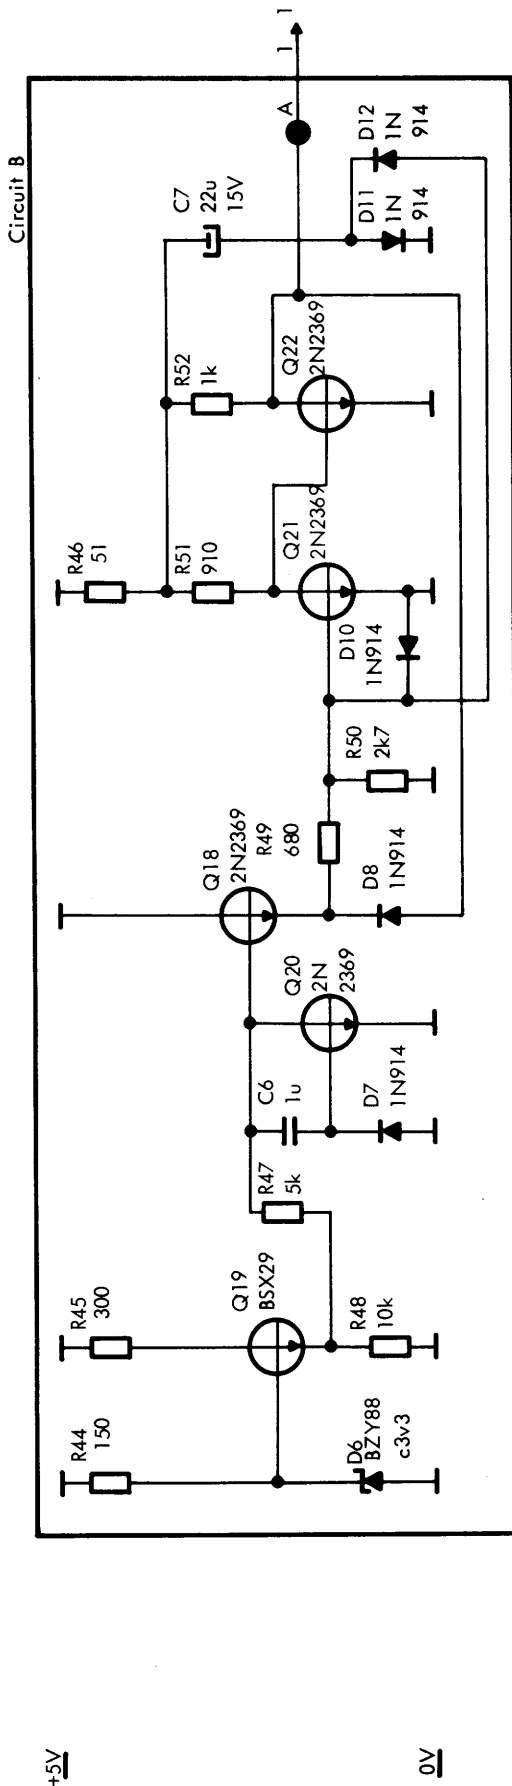 Circuit B
+5V
0V
R44
150
D6
BZY88
c3v3
R45
300
Q19
BSX29
R48
10k
R47
5k
C6
1u
D7
1N914
Q20
2N
2369
Q18
2N2369
R49
680
D8
1N914
R50
2k7
R46
51
R51
910
Q21
2N2369
D10
1N914
R52
1k
Q22
2N2369
C7
22u
15V
D11
1N
914
D12
1N
914
A
1
1